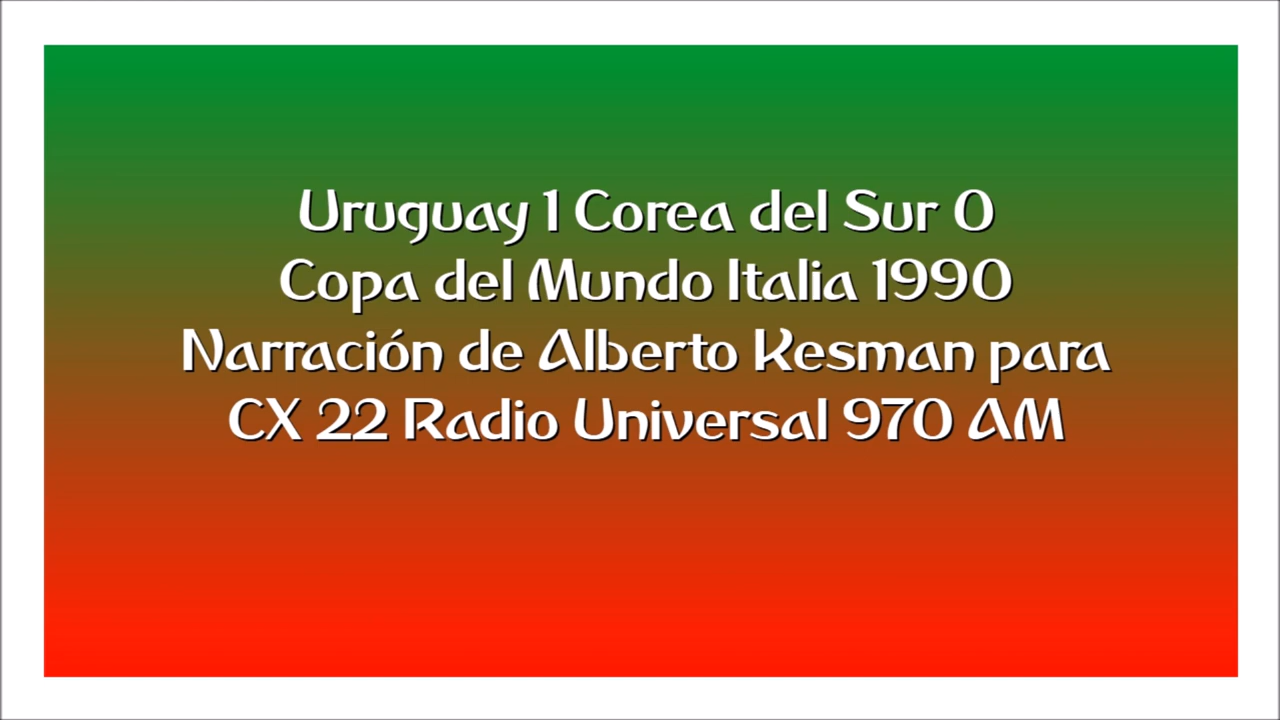 Uruguay 1 Corea del Sur 0
Copa del Mundo Italia 1990
Narración de Alberto Kesman para
CX 22 Radio Universal 970 AM